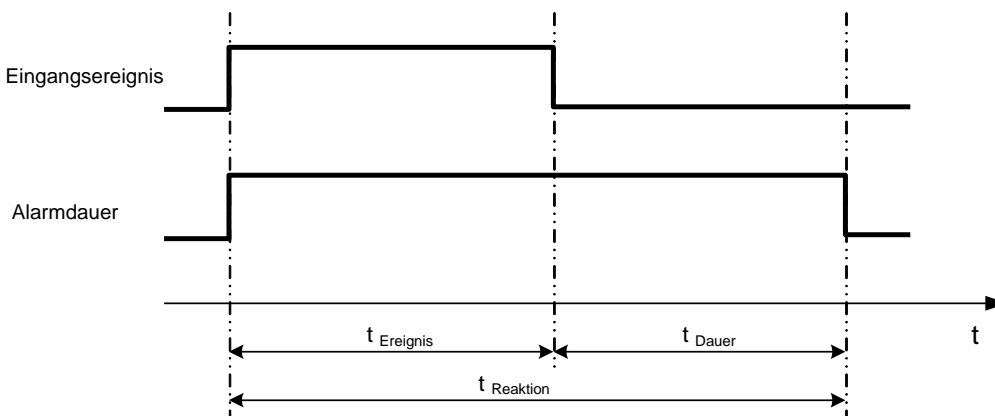 Eingangsereignis
Alarmdauer
t
t Ereignis
t Dauer
t Reaktion